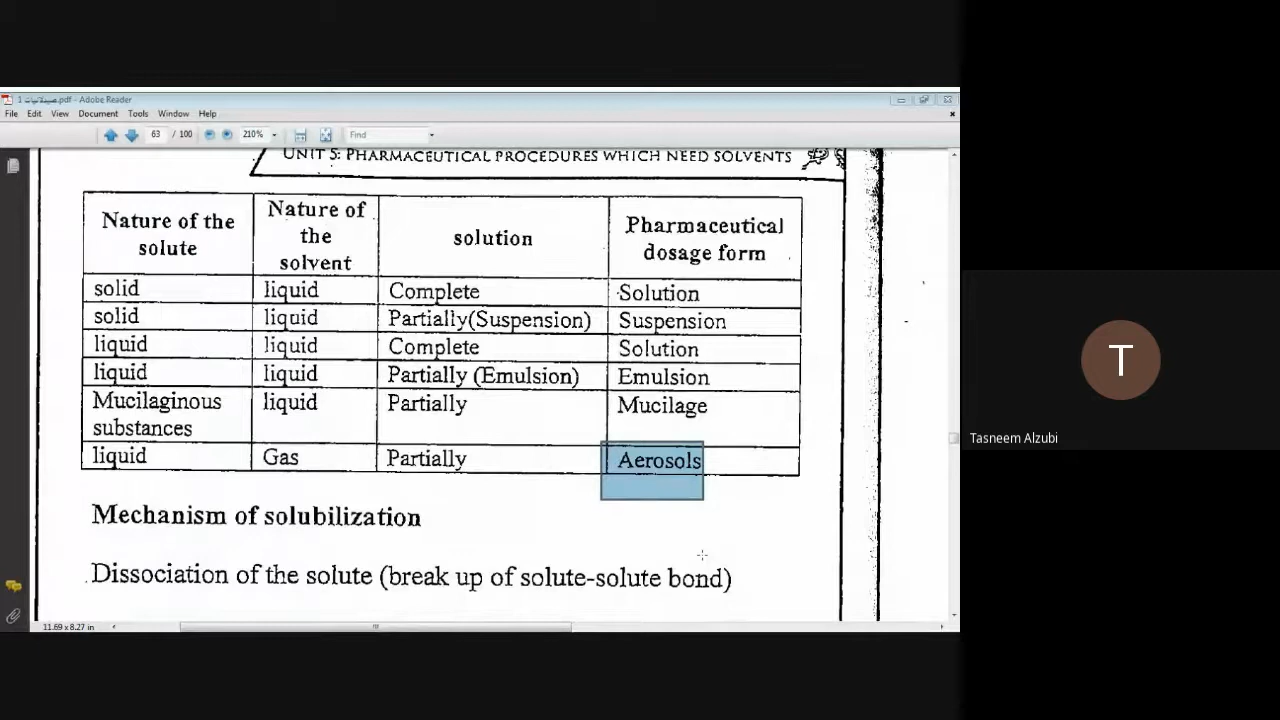 صيدلانيات 1.pdf - Adobe Reader
File Edit View Document Tools Window Help
63 / 100 210% Find
UNIT 5: PHARMACEUTICAL PROCEDURES WHICH NEED SOLVENTS
Nature of the solute Nature of the solvent solution Pharmaceutical dosage form
solid liquid Complete Solution
solid liquid Partially(Suspension) Suspension
liquid liquid Complete Solution
liquid liquid Partially (Emulsion) Emulsion
Mucilaginous substances liquid Partially Mucilage
liquid Gas Partially Aerosols
Mechanism of solubilization
Dissociation of the solute (break up of solute-solute bond)
11.69 x 8.27 in
T
Tasneem Alzubi